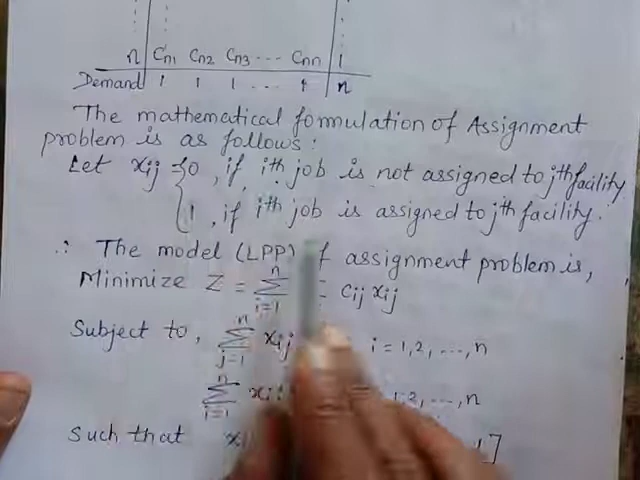 n Cn1 Cn2 Cn3 ... Cnn 1
Demand 1 1 1 ... 1 n
The mathematical formulation of Assignment
problem is as follows:
Let xij = {0, if ith job is not assigned to jth facility
1, if ith job is assigned to jth facility.
∴ The model (LPP) of assignment problem is,
Minimize Z = n Σ i=1 cij xij
Subject to, n Σ j=1 xij i = 1,2,...,n
n Σ i=1 1,2,...,n
Such that